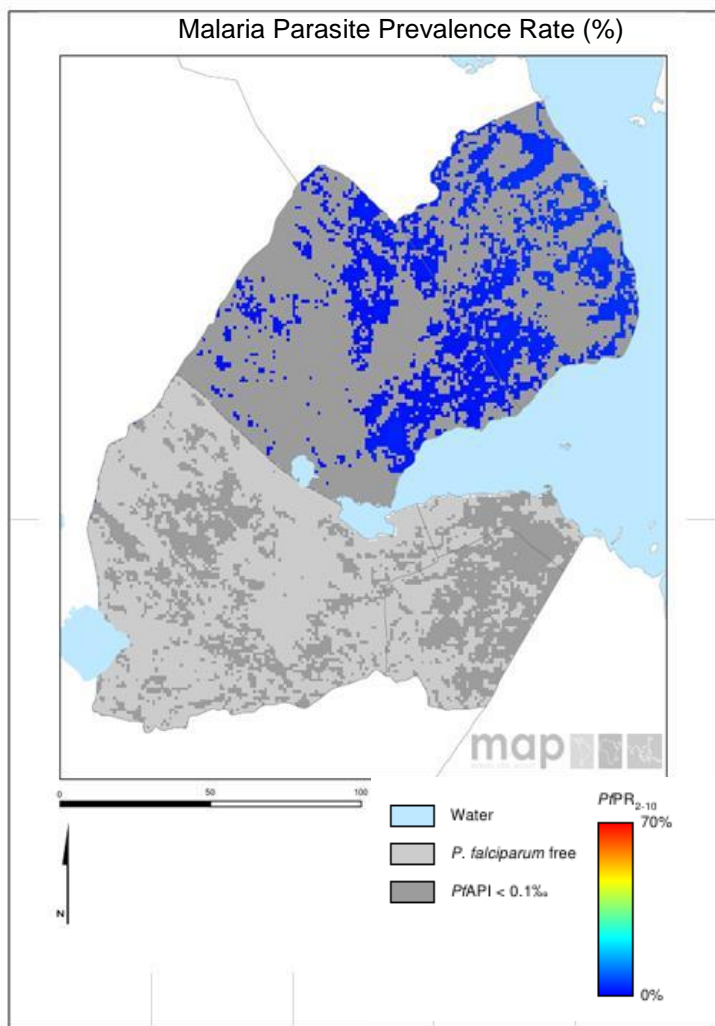 Malaria Parasite Prevalence Rate (%)
map
0 50 100
N
Water
P. falciparum free
PfAPI < 0.1‰
PfPR2-10
70%
0%